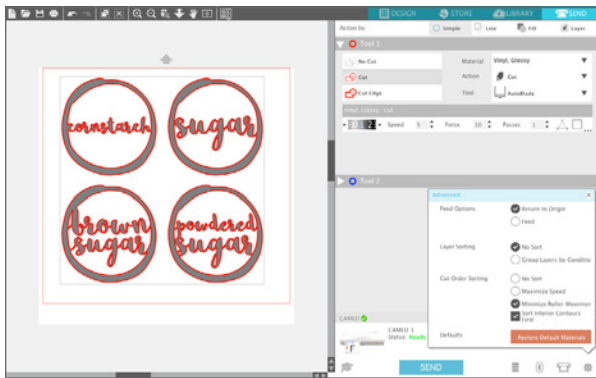 DESIGN
STORE
LIBRARY
SEND
Action by:
Simple
Line
Fill
Layer
Tool 1
No Cut
Material
Vinyl, Glossy
Cut
Action
Cut
Cut Edge
Tool
AutoBlade
Vinyl, Glossy - Cut
Speed 5
Force 10
Passes 1
Tool 2
cornstarch
sugar
brown
sugar
powdered
sugar
Advanced
Feed Options
Return to Origin
Feed
Layer Sorting
No Sort
Group Layers by Conditio
Cut Order Sorting
No Sort
Maximize Speed
Minimize Roller Movemen
Sort Interior Contours
First
Defaults
Restore Default Materials
CAMEO
CAMEO 3
Status: Ready
SEND